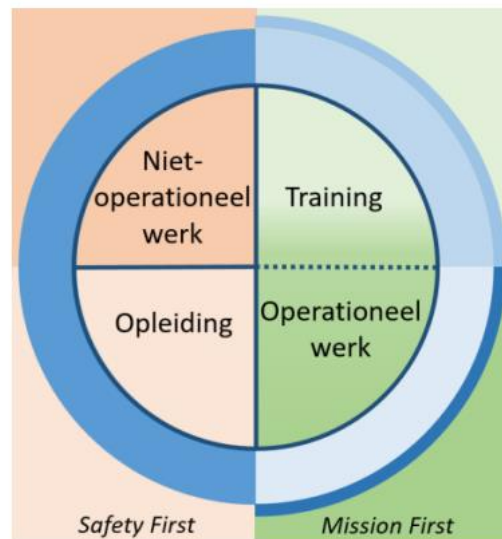 Niet-
operationeel
werk
Training
Opleiding
Operationeel
werk
Safety First
Mission First